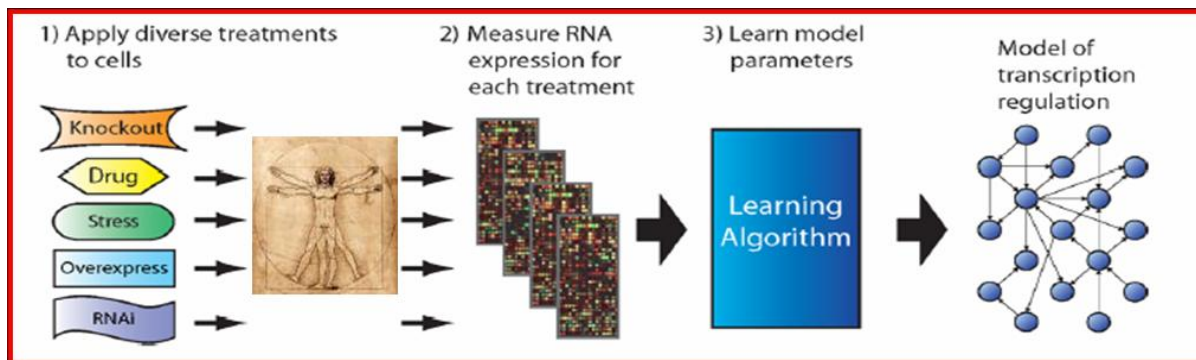 1) Apply diverse treatments
to cells
2) Measure RNA
expression for
each treatment
3) Learn model
parameters
Model of
transcription
regulation
Knockout
Drug
Stress
Overexpress
RNAi
Learning
Algorithm